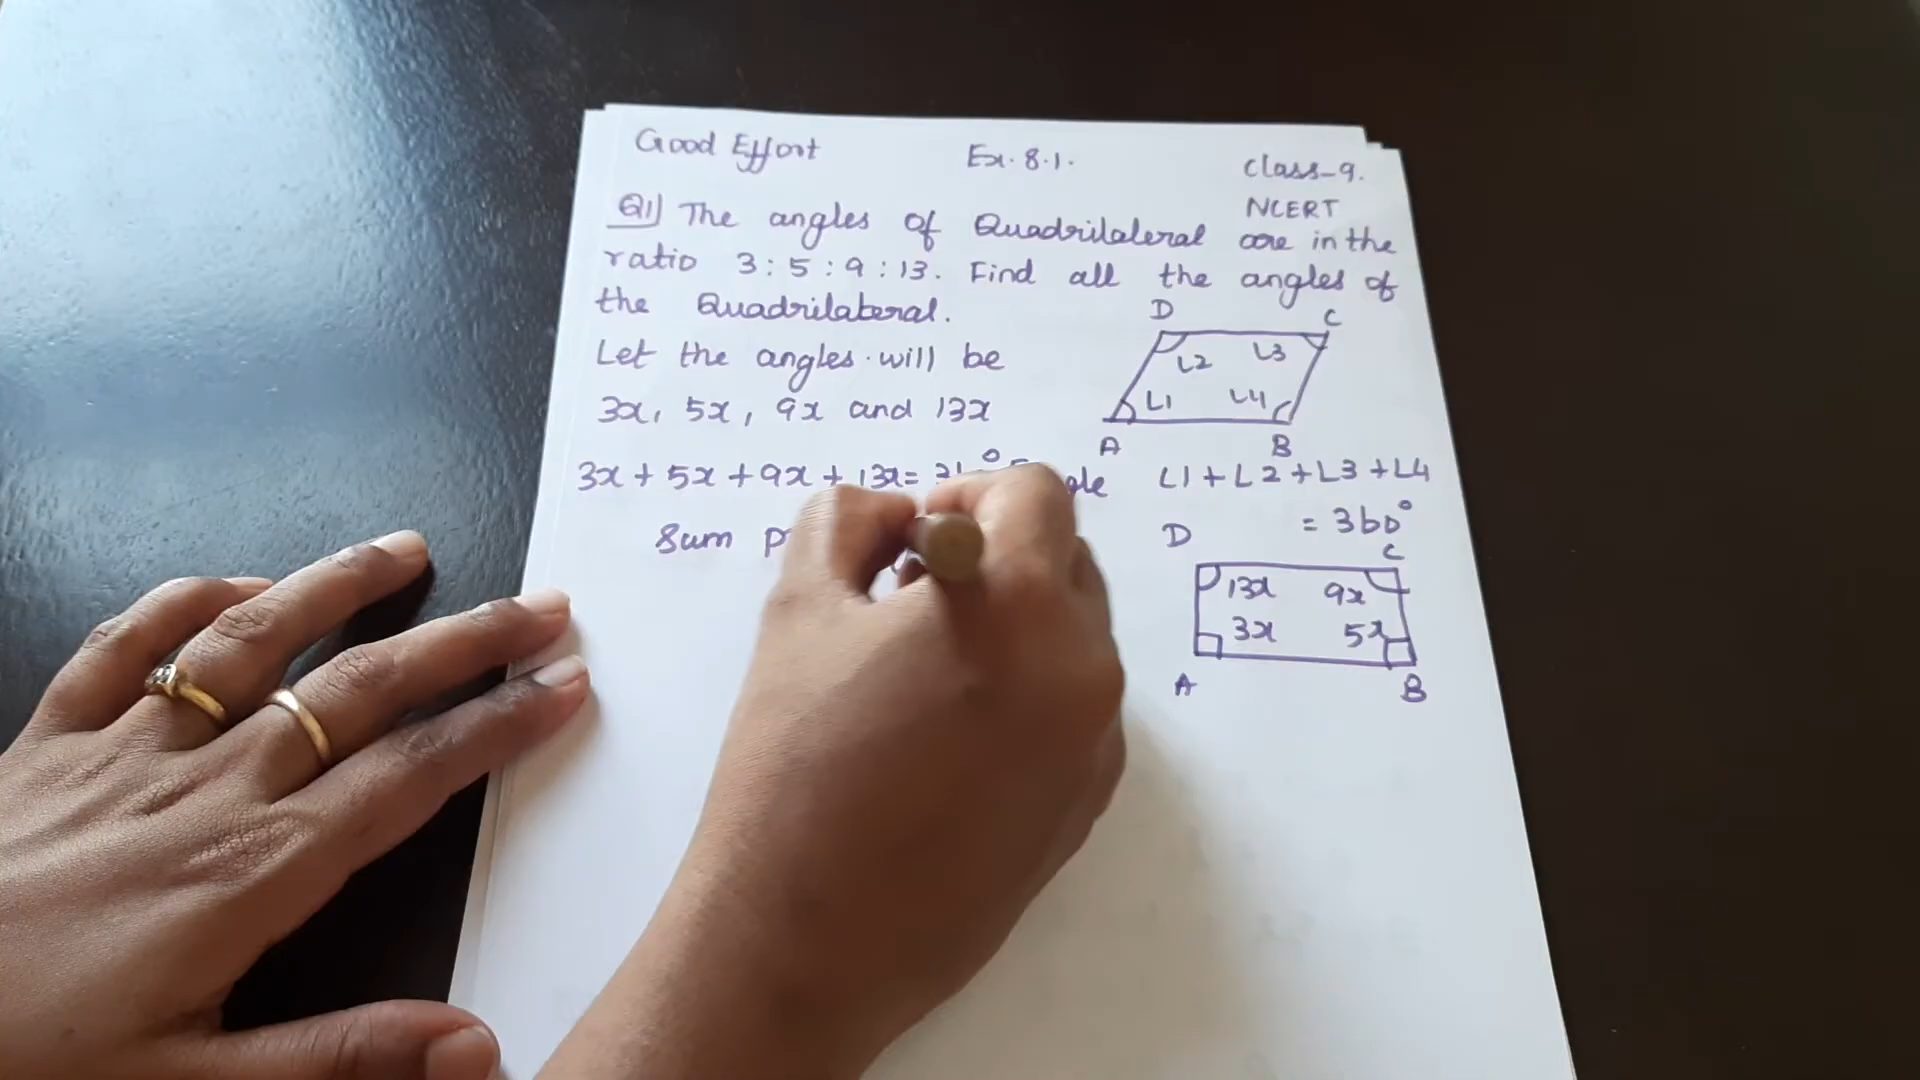 Good Effort Ex. 8.1. Class-9.
NCERT
Q1) The angles of Quadrilateral are in the
ratio 3 : 5 : 9 : 13. Find all the angles of
the Quadrilateral.
Let the angles will be
3x, 5x, 9x and 13x
D C
∠2 ∠3
∠1 ∠4
A B
3x + 5x + 9x + 13x =
Sum
∠1 + ∠2 + ∠3 + ∠4
= 360°
D C
13x 9x
3x 5x
A B